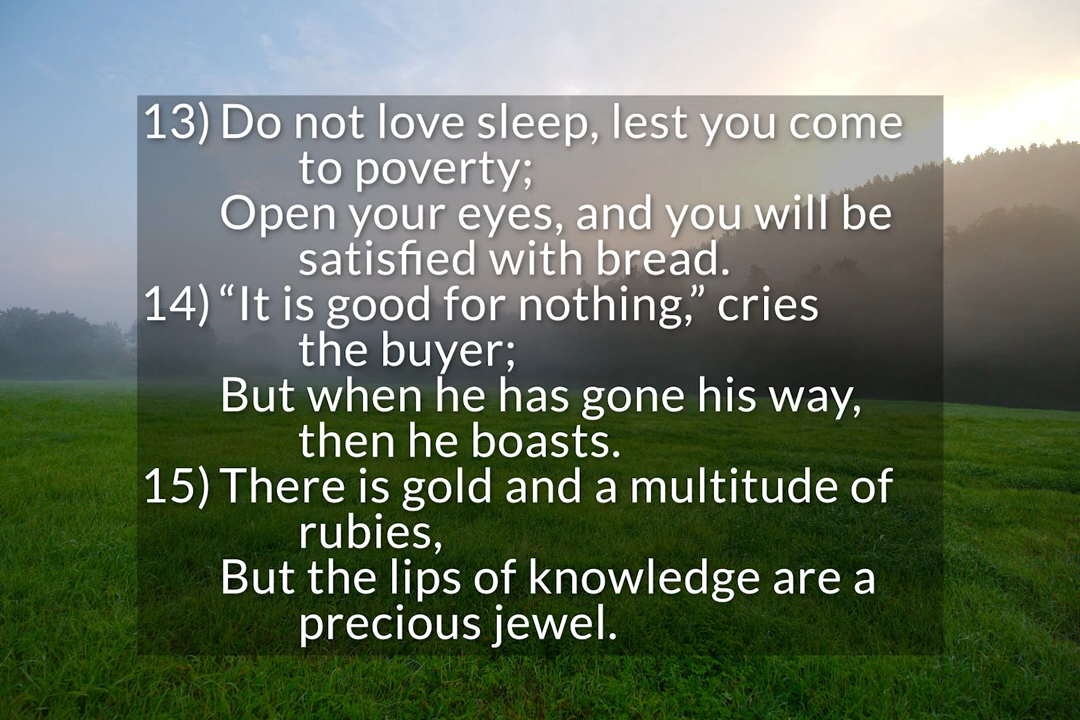 13) Do not love sleep, lest you come
to poverty;
Open your eyes, and you will be
satisfied with bread.
14) “It is good for nothing,” cries
the buyer;
But when he has gone his way,
then he boasts.
15) There is gold and a multitude of
rubies,
But the lips of knowledge are a
precious jewel.